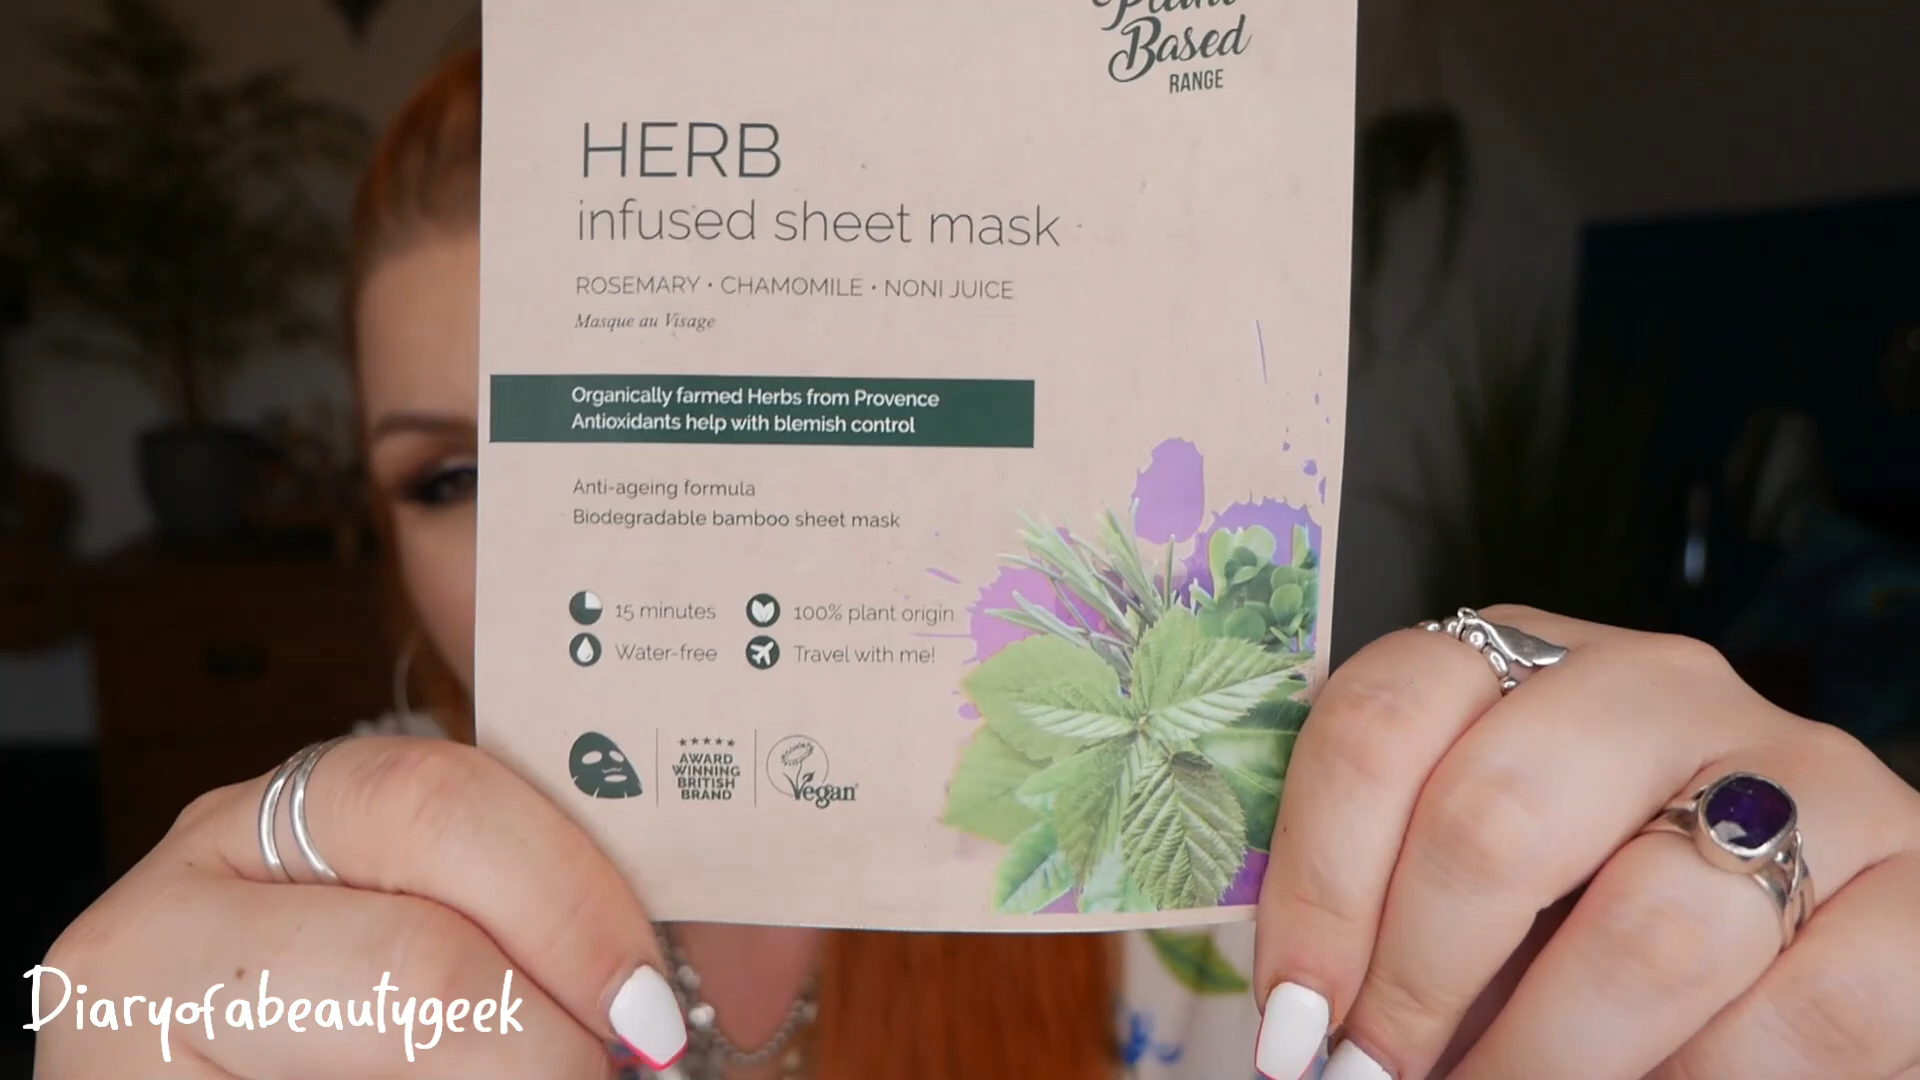 Plant
Based
RANGE
HERB
infused sheet mask
ROSEMARY • CHAMOMILE • NONI JUICE
Masque au Visage
Organically farmed Herbs from Provence
Antioxidants help with blemish control
Anti-ageing formula
Biodegradable bamboo sheet mask
15 minutes
100% plant origin
Water-free
Travel with me!
AWARD
WINNING
BRITISH
BRAND
Vegan
Diaryofabeautygeek